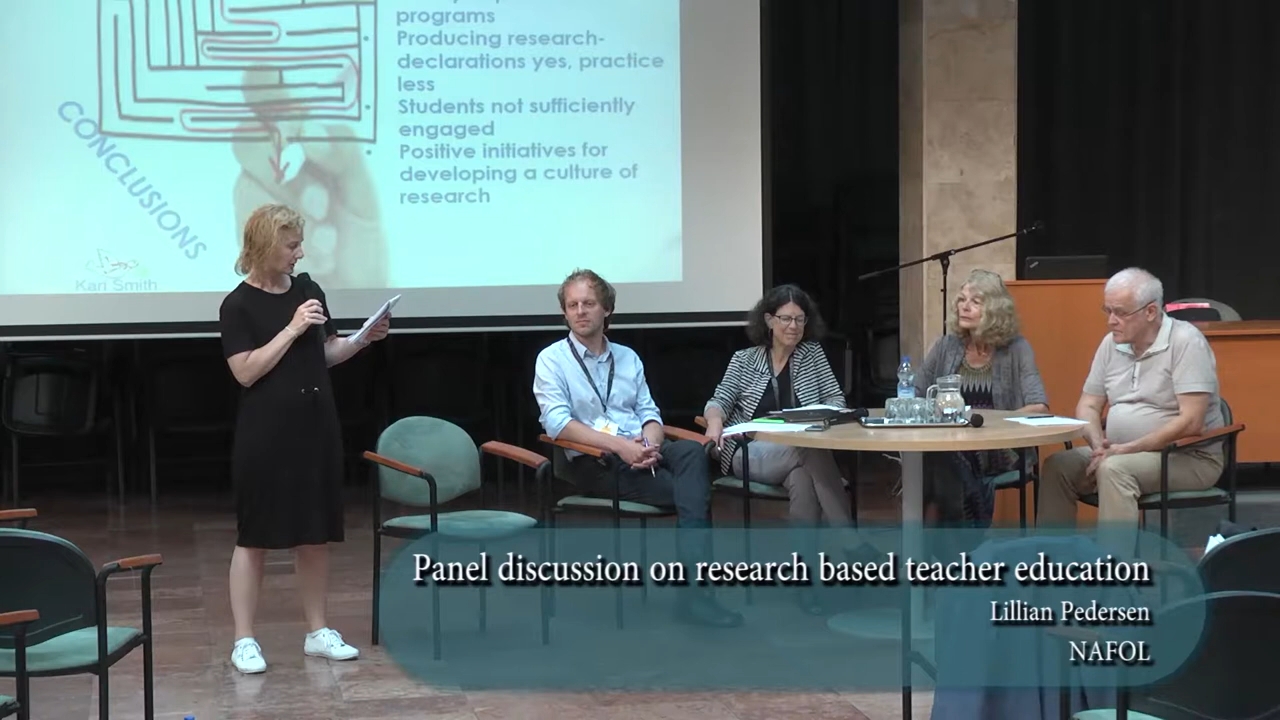 programs
Producing research-
declarations yes, practice
less
Students not sufficiently
engaged
Positive initiatives for
developing a culture of
research
CONCLUSIONS
Kari Smith
Panel discussion on research based teacher education
Lillian Pedersen
NAFOL